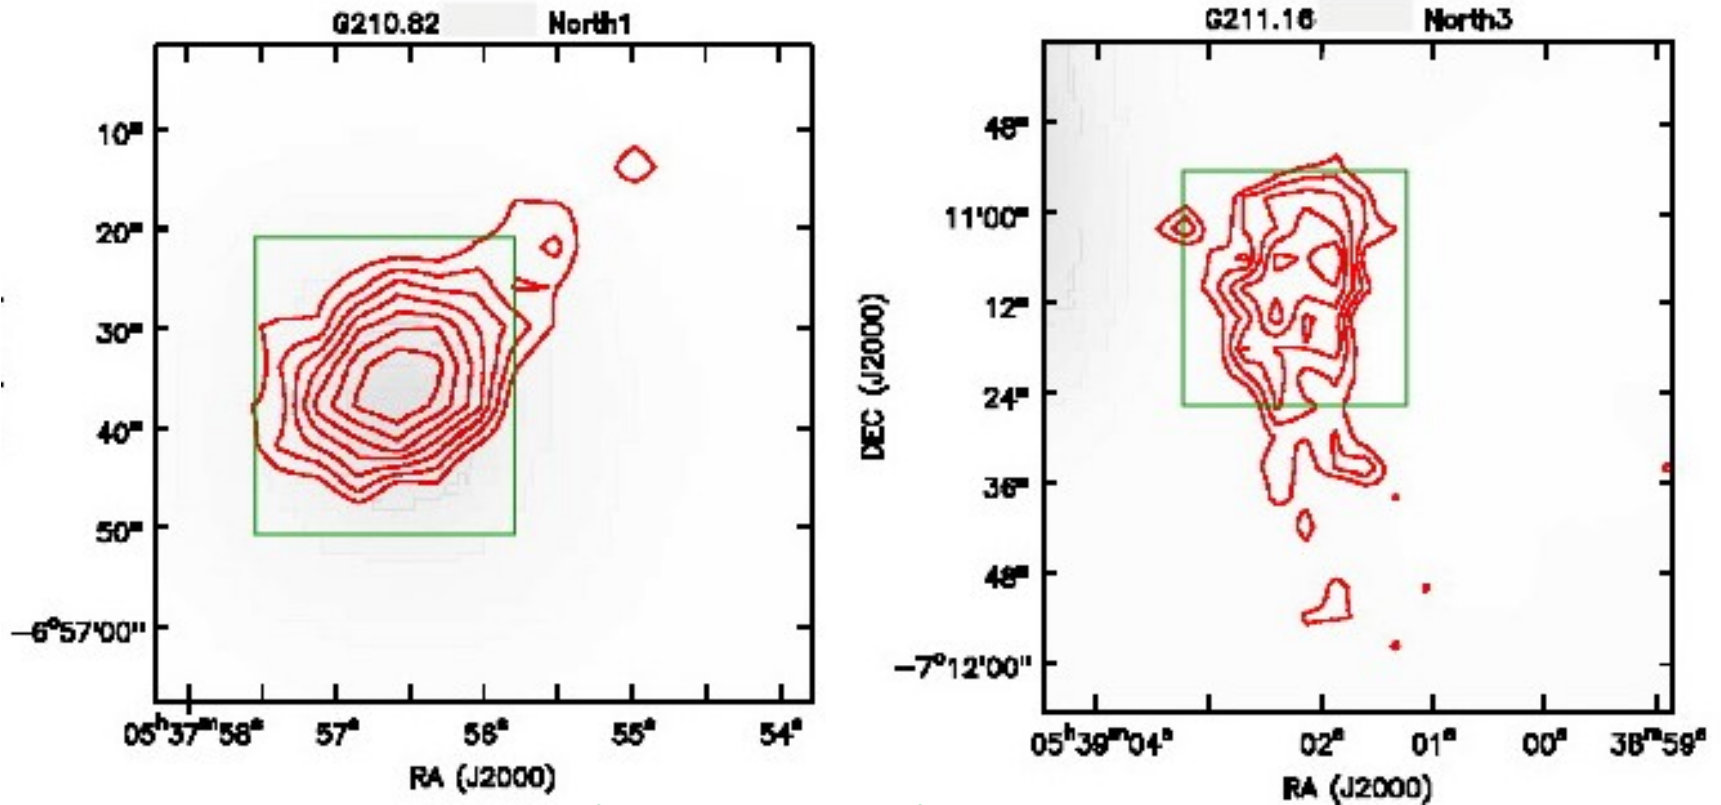 G210.82 North1
10"
20"
30"
40"
50"
−6°57'00"
05ʰ37ᵐ58ˢ 57ˢ 56ˢ 55ˢ 54ˢ
RA (J2000)
G211.16 North3
48"
11'00"
12"
24"
36"
48"
−7°12'00"
DEC (J2000)
05ʰ39ᵐ04ˢ 02ˢ 01ˢ 00ˢ 38ᵐ59ˢ
RA (J2000)